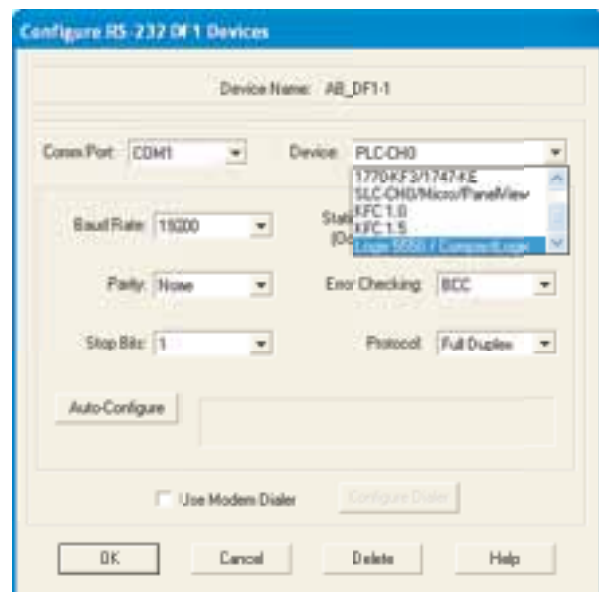 Configure RS-232 DF1 Devices
Device Name: AB_DF1-1
Comm Port: COM1
Device: PLC-CH0
1770-KF3/1747-KE
SLC-CH0/Micro/PanelView
KFC 1.0
KFC 1.5
Logix 5550 / CompactLogix
Baud Rate: 19200
Stati
(Oc
Parity: None
Error Checking: BCC
Stop Bits: 1
Protocol: Full Duplex
Auto-Configure
Use Modem Dialer
Configure Dialer
OK
Cancel
Delete
Help